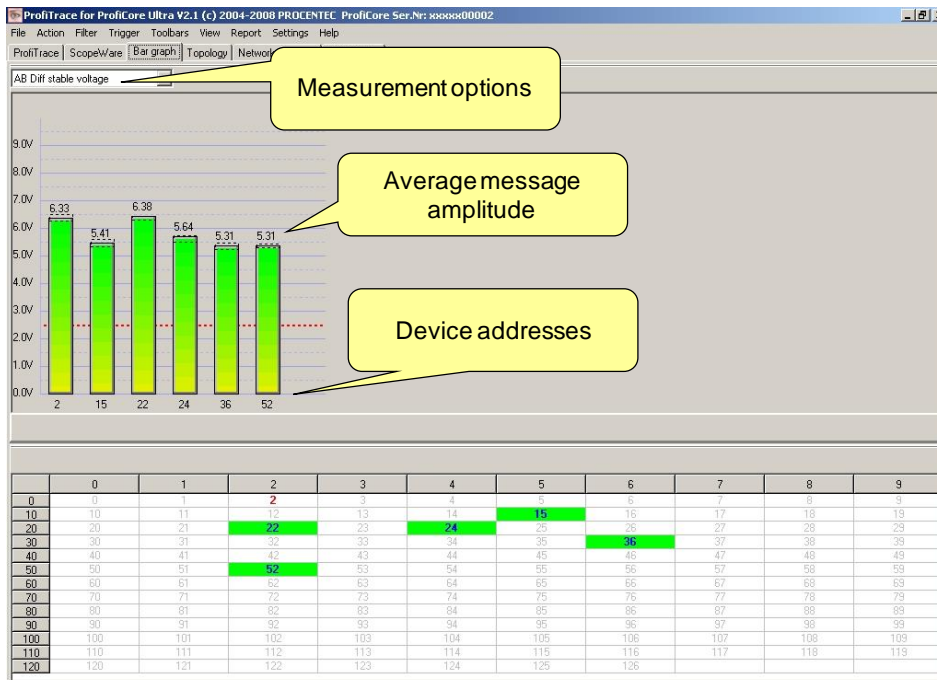 ProfiTrace for ProfiCore Ultra V2.1 (c) 2004-2008 PROCENTEC ProfiCore Ser.Nr: xxxxx00002
File Action Filter Trigger Toolbars View Report Settings Help
ProfiTrace ScopeWare Bar graph Topology Network
AB Diff stable voltage
Measurement options
9.0V
8.0V
7.0V
6.0V
5.0V
4.0V
3.0V
2.0V
1.0V
0.0V
6.33 5.41 6.38 5.64 5.31 5.31
Average message
amplitude
Device addresses
2 15 22 24 36 52
0 1 2 3 4 5 6 7 8 9
0 0 1 2 3 4 5 6 7 8 9
10 10 11 12 13 14 15 16 17 18 19
20 20 21 22 23 24 25 26 27 28 29
30 30 31 32 33 34 35 36 37 38 39
40 40 41 42 43 44 45 46 47 48 49
50 50 51 52 53 54 55 56 57 58 59
60 60 61 62 63 64 65 66 67 68 69
70 70 71 72 73 74 75 76 77 78 79
80 80 81 82 83 84 85 86 87 88 89
90 90 91 92 93 94 95 96 97 98 99
100 100 101 102 103 104 105 106 107 108 109
110 110 111 112 113 114 115 116 117 118 119
120 120 121 122 123 124 125 126